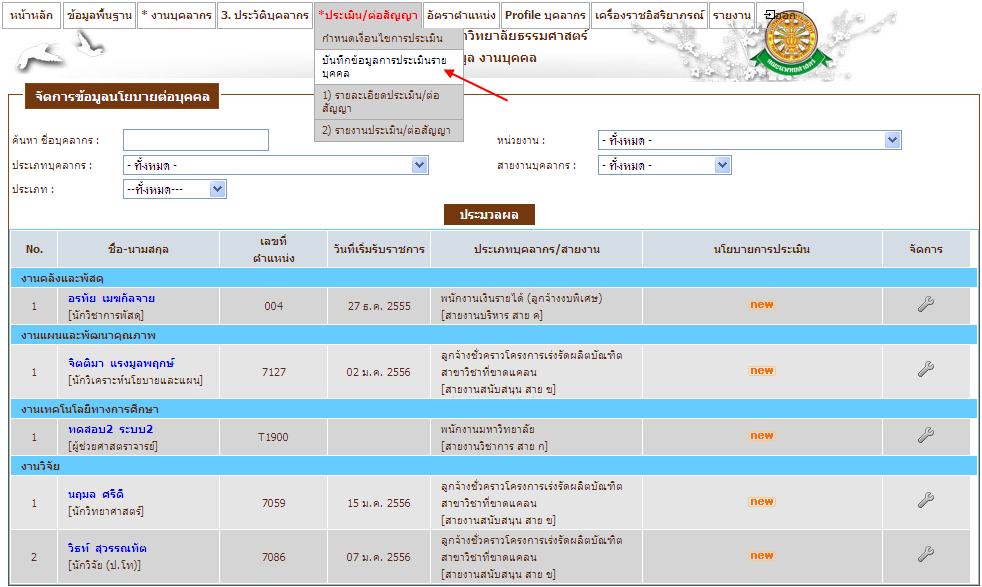 หน้าหลัก ข้อมูลพื้นฐาน * งานบุคลากร 3. ประวัติบุคลากร *ประเมิน/ต่อสัญญา อัตราตำแหน่ง Profile บุคลากร เครื่องราชอิสริยาภรณ์ รายงาน ออก
กำหนดเงื่อนไขการประเมิน
บันทึกข้อมูลการประเมินราย
บุคคล
1) รายละเอียดประเมิน/ต่อ
สัญญา
2) รายงานประเมิน/ต่อสัญญา
วิทยาลัยธรรมศาสตร์
งานบุคคล
คณะแพทยศาสตร์
จัดการข้อมูลนโยบายต่อบุคคล
ค้นหา ชื่อบุคลากร :
หน่วยงาน : - ทั้งหมด -
ประเภทบุคลากร : - ทั้งหมด -
สายงานบุคลากร : - ทั้งหมด -
ประเภท : --ทั้งหมด---
ประมวลผล
No. ชื่อ-นามสกุล เลขที่ตำแหน่ง วันที่เริ่มรับราชการ ประเภทบุคลากร/สายงาน นโยบายการประเมิน จัดการ
งานคลังและพัสดุ
1 อรทัย เมฆกัลจาย 004 27 ธ.ค. 2555 พนักงานเงินรายได้ (ลูกจ้างงบพิเศษ) new
[นักวิชาการพัสดุ] [สายงานบริหาร สาย ค]
งานแผนและพัฒนาคุณภาพ
1 จิตติมา แรงมูลพฤกษ์ 7127 02 ม.ค. 2556 ลูกจ้างชั่วคราวโครงการเร่งรัดผลิตบัณฑิต new
[นักวิเคราะห์นโยบายและแผน] สาขาวิชาที่ขาดแคลน
[สายงานสนับสนุน สาย ข]
งานเทคโนโลยีทางการศึกษา
1 ทดสอบ2 ระบบ2 T1900 พนักงานมหาวิทยาลัย new
[ผู้ช่วยศาสตราจารย์] [สายงานวิชาการ สาย ก]
งานวิจัย
1 นฤมล ศรีดี 7059 15 ม.ค. 2556 ลูกจ้างชั่วคราวโครงการเร่งรัดผลิตบัณฑิต new
[นักวิทยาศาสตร์] สาขาวิชาที่ขาดแคลน
[สายงานสนับสนุน สาย ข]
2 วิธท์ สุวรรณทัต 7086 07 ม.ค. 2556 ลูกจ้างชั่วคราวโครงการเร่งรัดผลิตบัณฑิต new
[นักวิจัย (ป.โท)] สาขาวิชาที่ขาดแคลน
[สายงานสนับสนุน สาย ข]